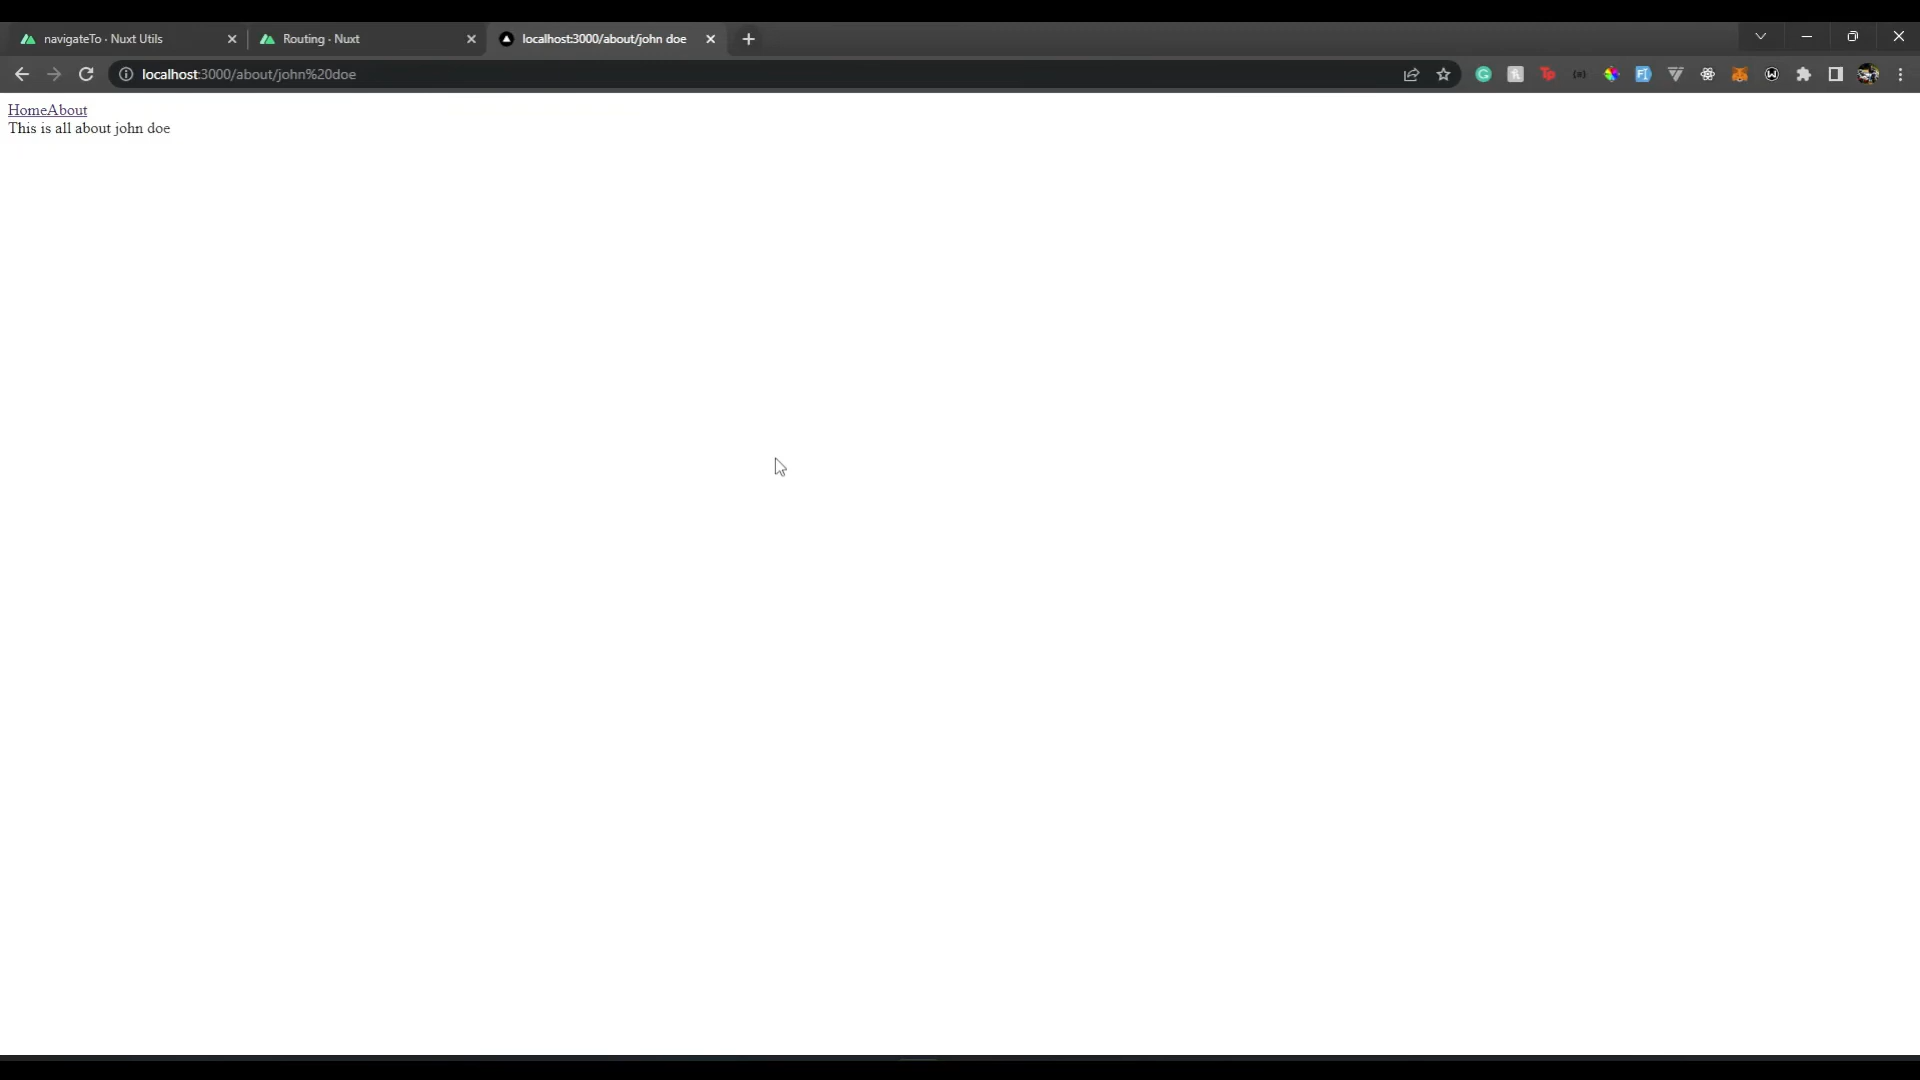 navigateTo · Nuxt Utils
Routing · Nuxt
localhost:3000/about/john doe
localhost:3000/about/john%20doe
HomeAbout
This is all about john doe